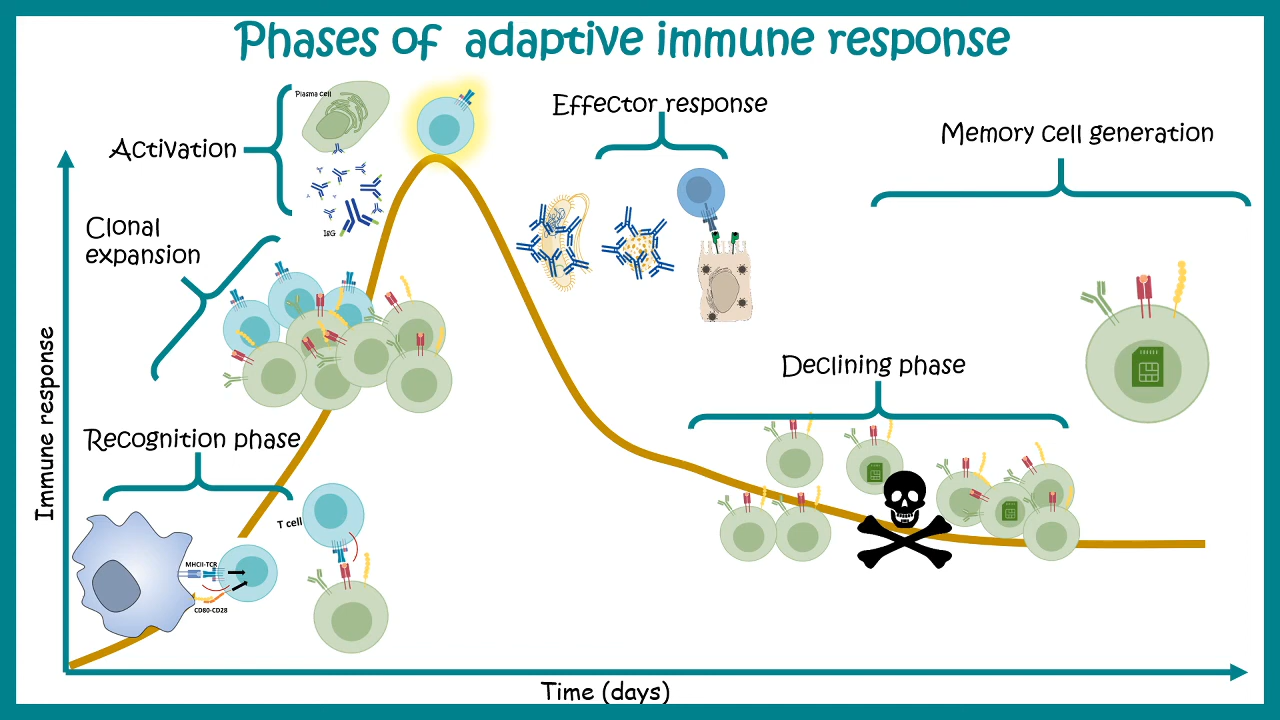 Phases of adaptive immune response
Plasma cell
Activation
IgG
Effector response
Memory cell generation
Clonal
expansion
Recognition phase
T cell
MHCII-TCR
CD80-CD28
Declining phase
Immune response
Time (days)